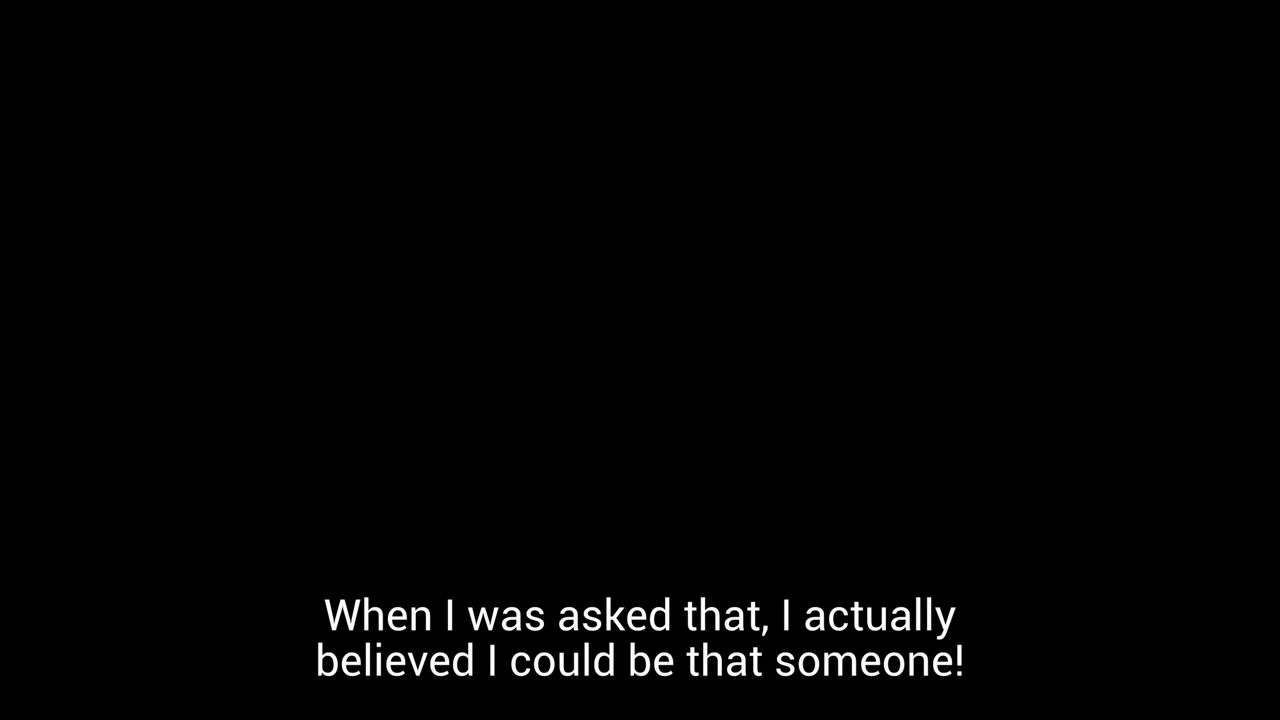 When I was asked that, I actually
believed I could be that someone!